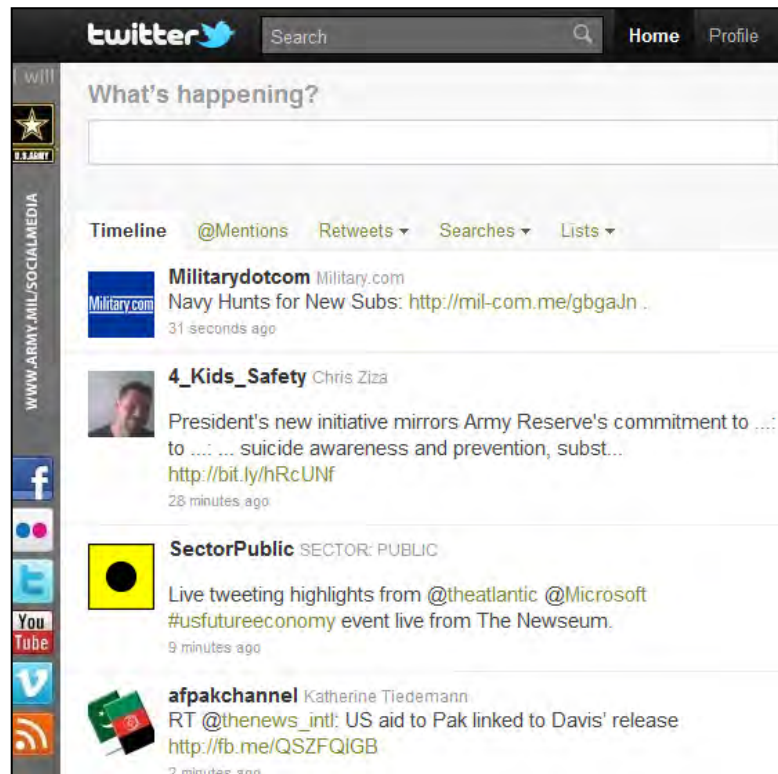 twitter
Search
Home
Profile
I will
U.S.ARMY
WWW.ARMY.MIL/SOCIALMEDIA
f
t
You
Tube
v
What's happening?
Timeline
@Mentions
Retweets
Searches
Lists
Military.com
Militarydotcom Military.com
Navy Hunts for New Subs: http://mil-com.me/gbgaJn .
31 seconds ago
4_Kids_Safety Chris Ziza
President's new initiative mirrors Army Reserve's commitment to ...:
to ...: ... suicide awareness and prevention, subst...
http://bit.ly/hRcUNf
28 minutes ago
SectorPublic SECTOR: PUBLIC
Live tweeting highlights from @theatlantic @Microsoft
#usfutureeconomy event live from The Newseum.
9 minutes ago
afpakchannel Katherine Tiedemann
RT @thenews_intl: US aid to Pak linked to Davis' release
http://fb.me/QSZFQIGB
2 minutes ago